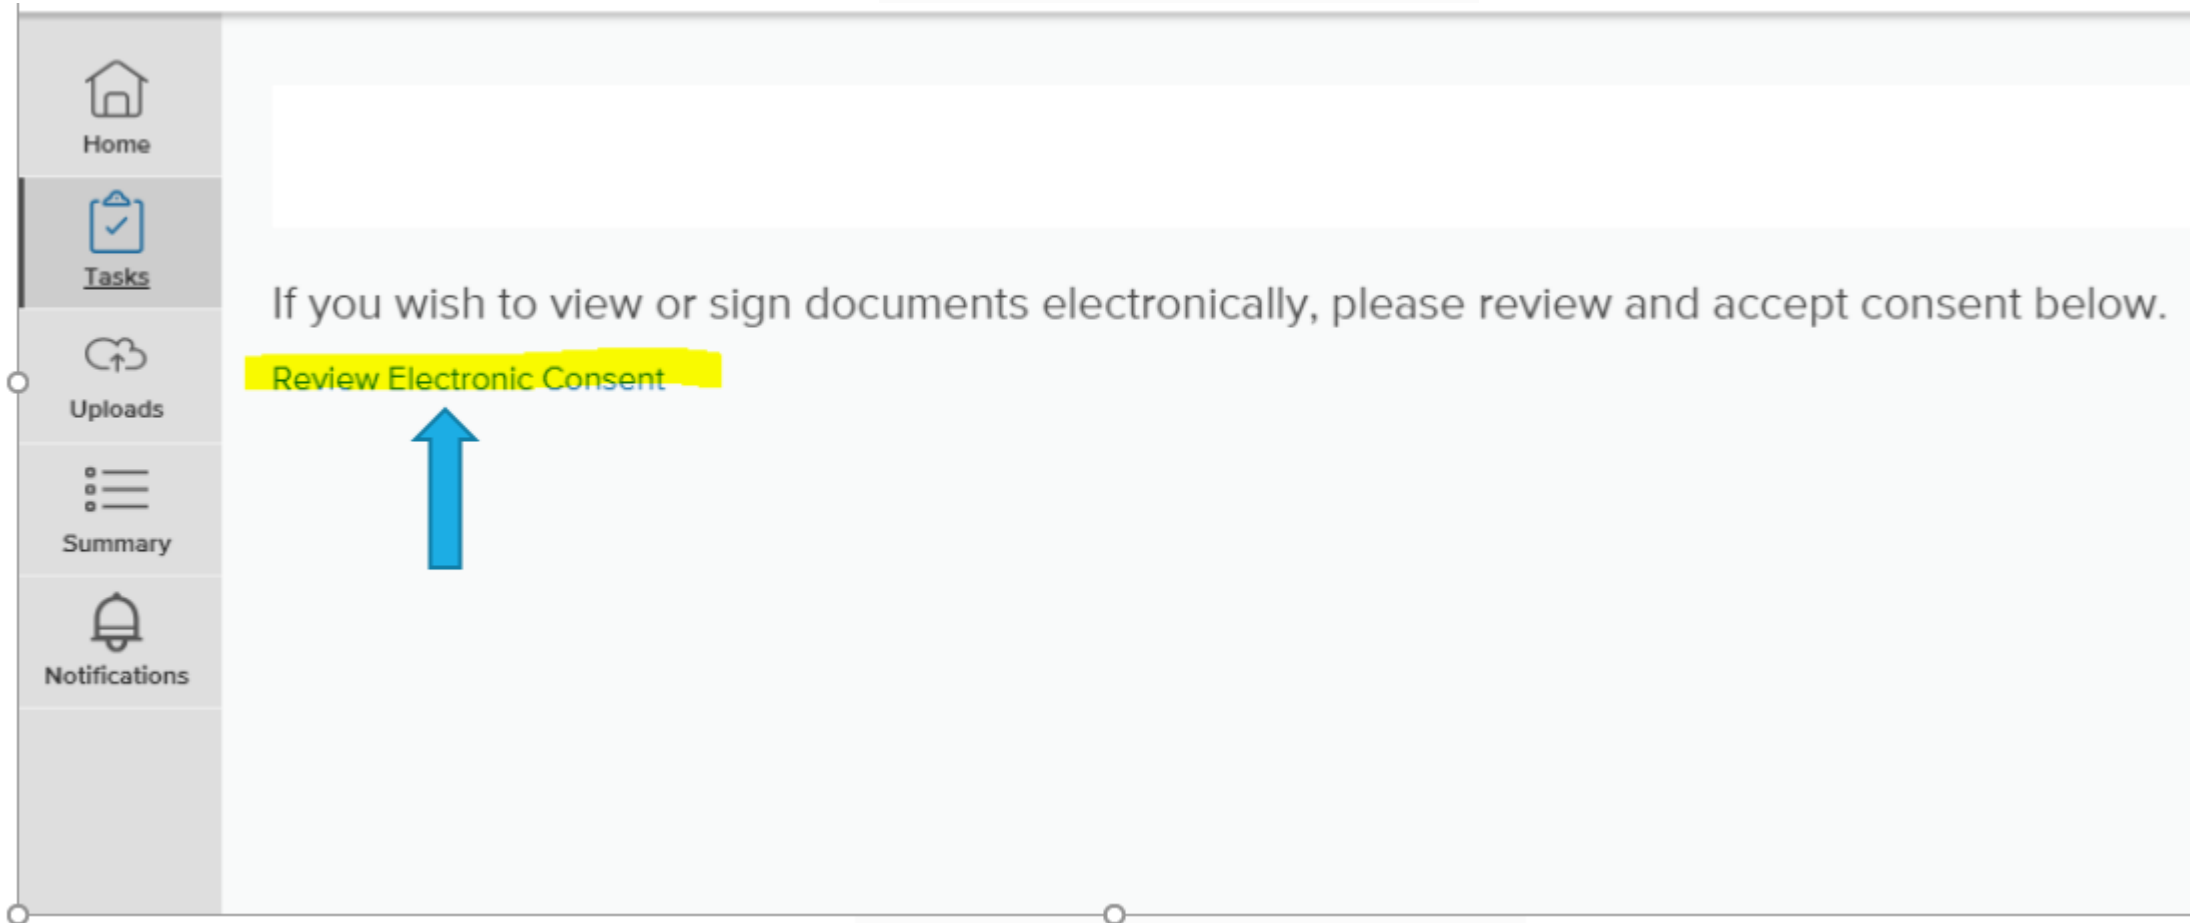 Home
Tasks
Uploads
Summary
Notifications
If you wish to view or sign documents electronically, please review and accept consent below.
Review Electronic Consent